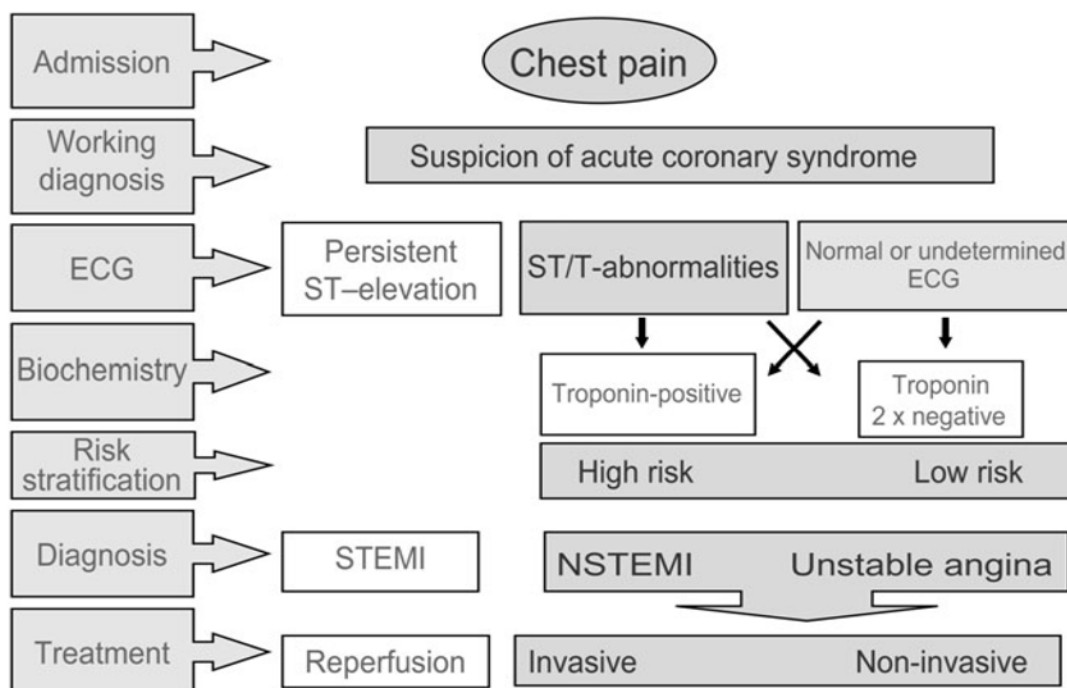 Admission
Chest pain
Working
diagnosis
Suspicion of acute coronary syndrome
ECG
Persistent
ST–elevation
ST/T-abnormalities
Normal or undetermined
ECG
Biochemistry
Troponin-positive
Troponin
2 x negative
Risk
stratification
High risk
Low risk
Diagnosis
STEMI
NSTEMI
Unstable angina
Treatment
Reperfusion
Invasive
Non-invasive